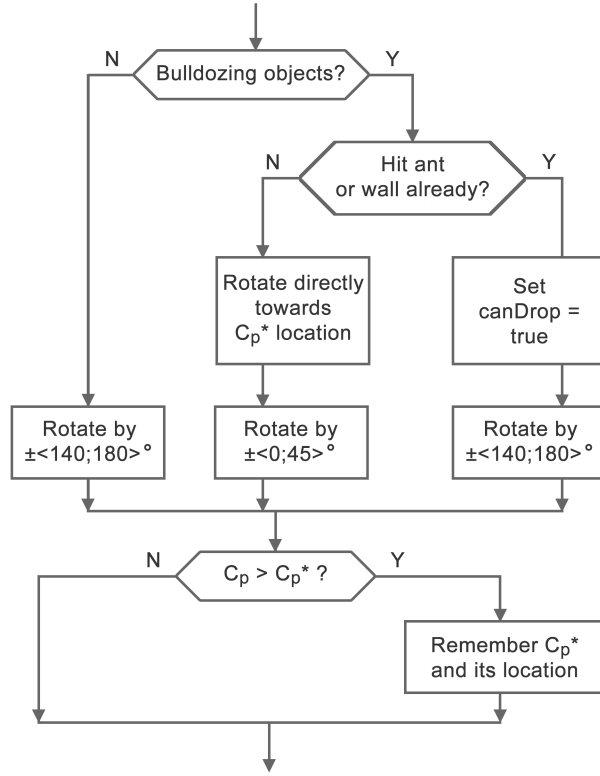 N
Y
Bulldozing objects?
N
Y
Hit ant
or wall already?
Rotate directly
towards
Cp* location
Set
canDrop =
true
Rotate by
±<140;180>°
Rotate by
±<0;45>°
Rotate by
±<140;180>°
N
Y
Cp > Cp* ?
Remember Cp*
and its location